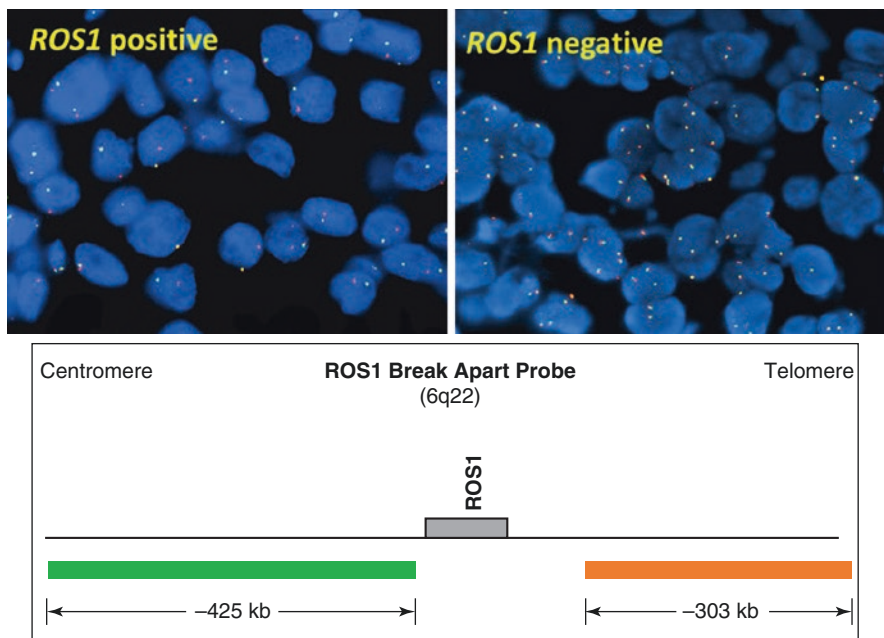 ROS1 positive
ROS1 negative
Centromere
ROS1 Break Apart Probe
Telomere
(6q22)
ROS1
–425 kb
–303 kb